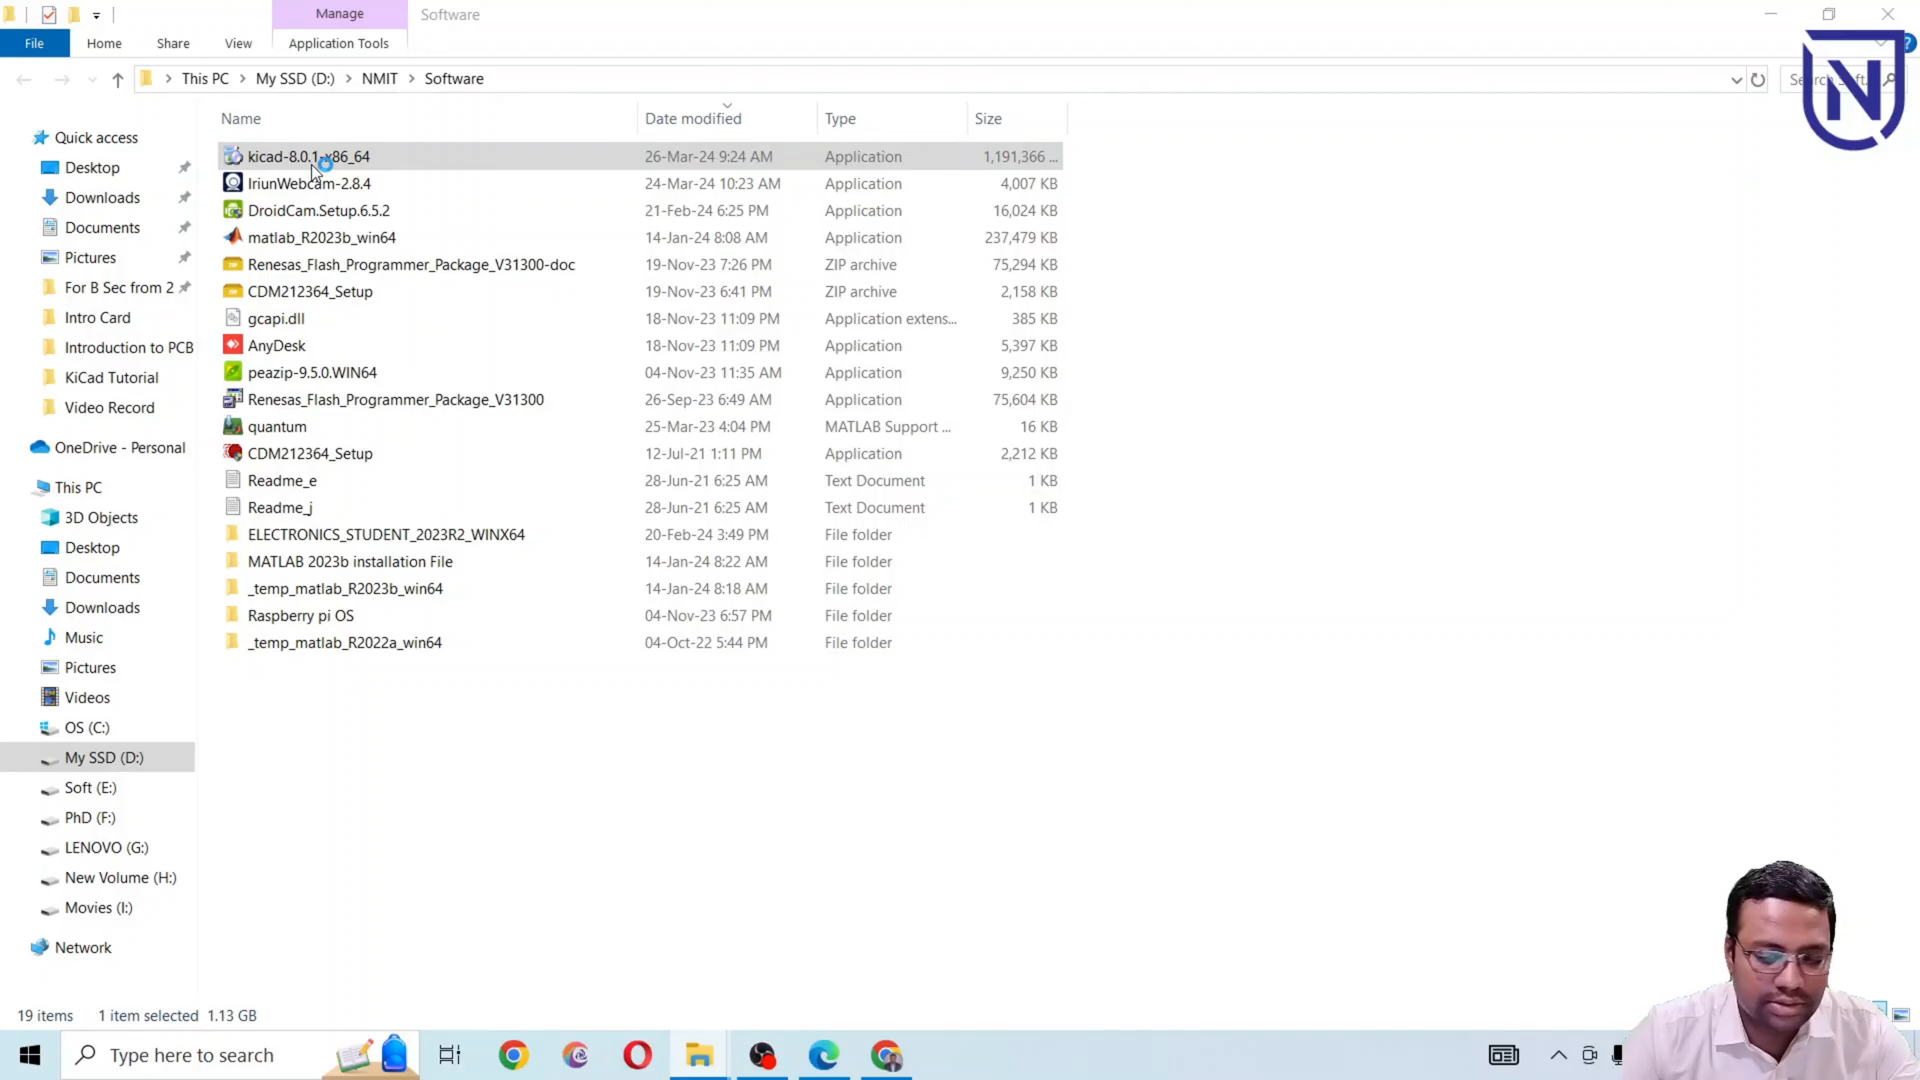 Manage
Software
File
Home
Share
View
Application Tools
This PC
My SSD (D:)
NMIT
Software
Name
Date modified
Type
Size
Quick access
Desktop
Downloads
Documents
Pictures
For B Sec from 2
Intro Card
Introduction to PCB
KiCad Tutorial
Video Record
OneDrive - Personal
This PC
3D Objects
Desktop
Documents
Downloads
Music
Pictures
Videos
OS (C:)
My SSD (D:)
Soft (E:)
PhD (F:)
LENOVO (G:)
New Volume (H:)
Movies (I:)
Network
kicad-8.0.1-x86_64 26-Mar-24 9:24 AM Application 1,191,366 ...
IriunWebcam-2.8.4 24-Mar-24 10:23 AM Application 4,007 KB
DroidCam.Setup.6.5.2 21-Feb-24 6:25 PM Application 16,024 KB
matlab_R2023b_win64 14-Jan-24 8:08 AM Application 237,479 KB
Renesas_Flash_Programmer_Package_V31300-doc 19-Nov-23 7:26 PM ZIP archive 75,294 KB
CDM212364_Setup 19-Nov-23 6:41 PM ZIP archive 2,158 KB
gcapi.dll 18-Nov-23 11:09 PM Application extens... 385 KB
AnyDesk 18-Nov-23 11:09 PM Application 5,397 KB
peazip-9.5.0.WIN64 04-Nov-23 11:35 AM Application 9,250 KB
Renesas_Flash_Programmer_Package_V31300 26-Sep-23 6:49 AM Application 75,604 KB
quantum 25-Mar-23 4:04 PM MATLAB Support ... 16 KB
CDM212364_Setup 12-Jul-21 1:11 PM Application 2,212 KB
Readme_e 28-Jun-21 6:25 AM Text Document 1 KB
Readme_j 28-Jun-21 6:25 AM Text Document 1 KB
ELECTRONICS_STUDENT_2023R2_WINX64 20-Feb-24 3:49 PM File folder
MATLAB 2023b installation File 14-Jan-24 8:22 AM File folder
_temp_matlab_R2023b_win64 14-Jan-24 8:18 AM File folder
Raspberry pi OS 04-Nov-23 6:57 PM File folder
_temp_matlab_R2022a_win64 04-Oct-22 5:44 PM File folder
19 items 1 item selected 1.13 GB
Type here to search